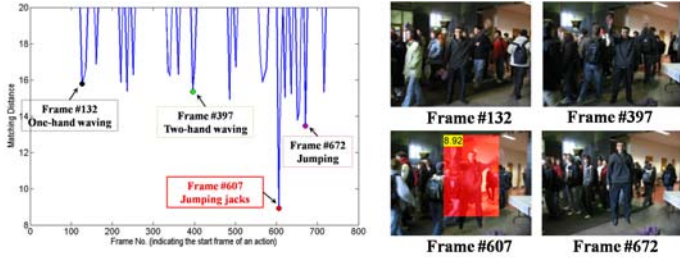 20
18
16
14
12
10
8
Matching Distance
0 100 200 300 400 500 600 700 800
Frame No. (indicating the start frame of an action)
Frame #132
One-hand waving
Frame #397
Two-hand waving
Frame #672
Jumping
Frame #607
Jumping jacks
Frame #132
Frame #397
8.92
Frame #607
Frame #672